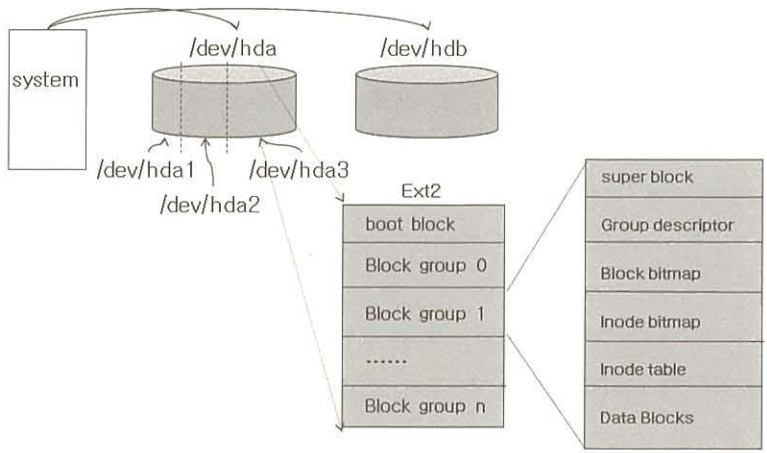 /dev/hda
/dev/hdb
system
/dev/hda1
/dev/hda2
/dev/hda3
Ext2
boot block
Block group 0
Block group 1
······
Block group n
super block
Group descriptor
Block bitmap
Inode bitmap
Inode table
Data Blocks